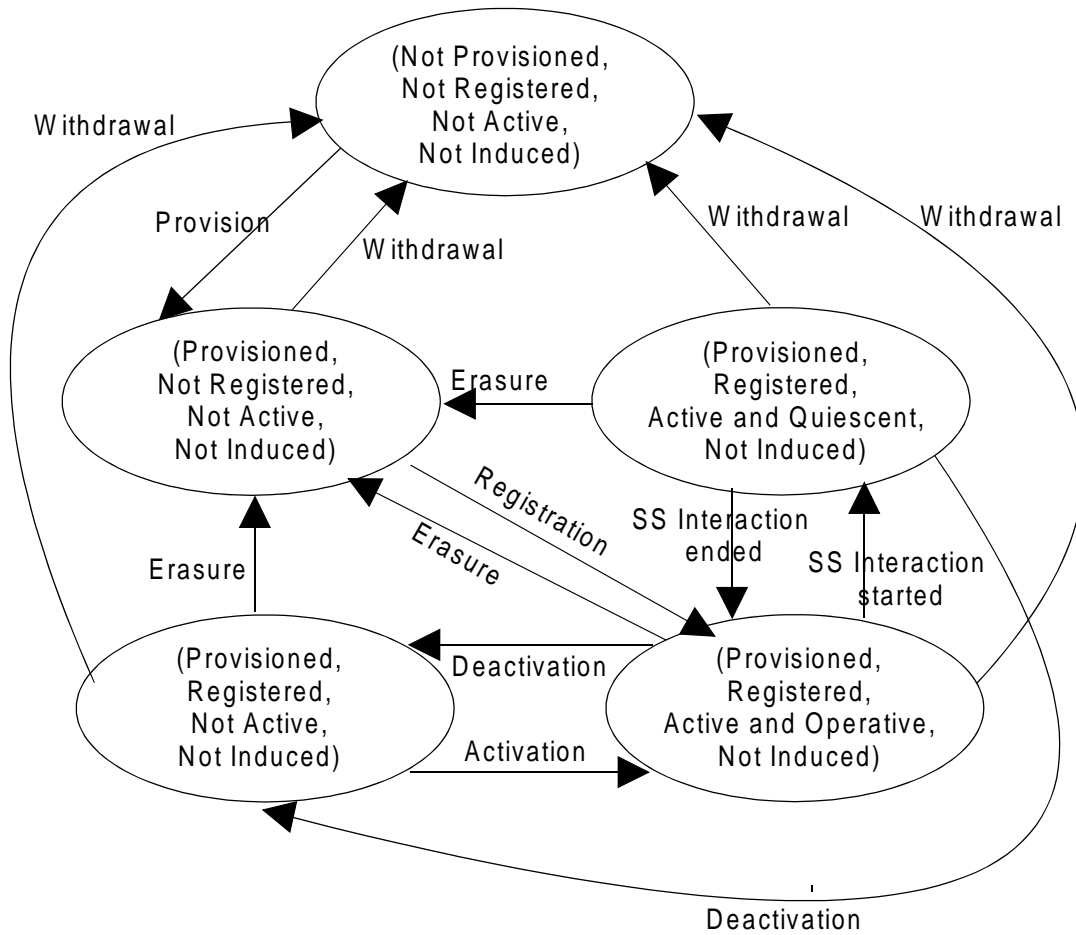 (Not Provisioned,
Not Registered,
Not Active,
Not Induced)
Withdrawal
Provision
Withdrawal
Withdrawal
Withdrawal
(Provisioned,
Not Registered,
Not Active,
Not Induced)
Erasure
(Provisioned,
Registered,
Active and Quiescent,
Not Induced)
Registration
Erasure
SS Interaction
ended
SS Interaction
started
Erasure
(Provisioned,
Registered,
Not Active,
Not Induced)
Deactivation
Activation
(Provisioned,
Registered,
Active and Operative,
Not Induced)
Deactivation